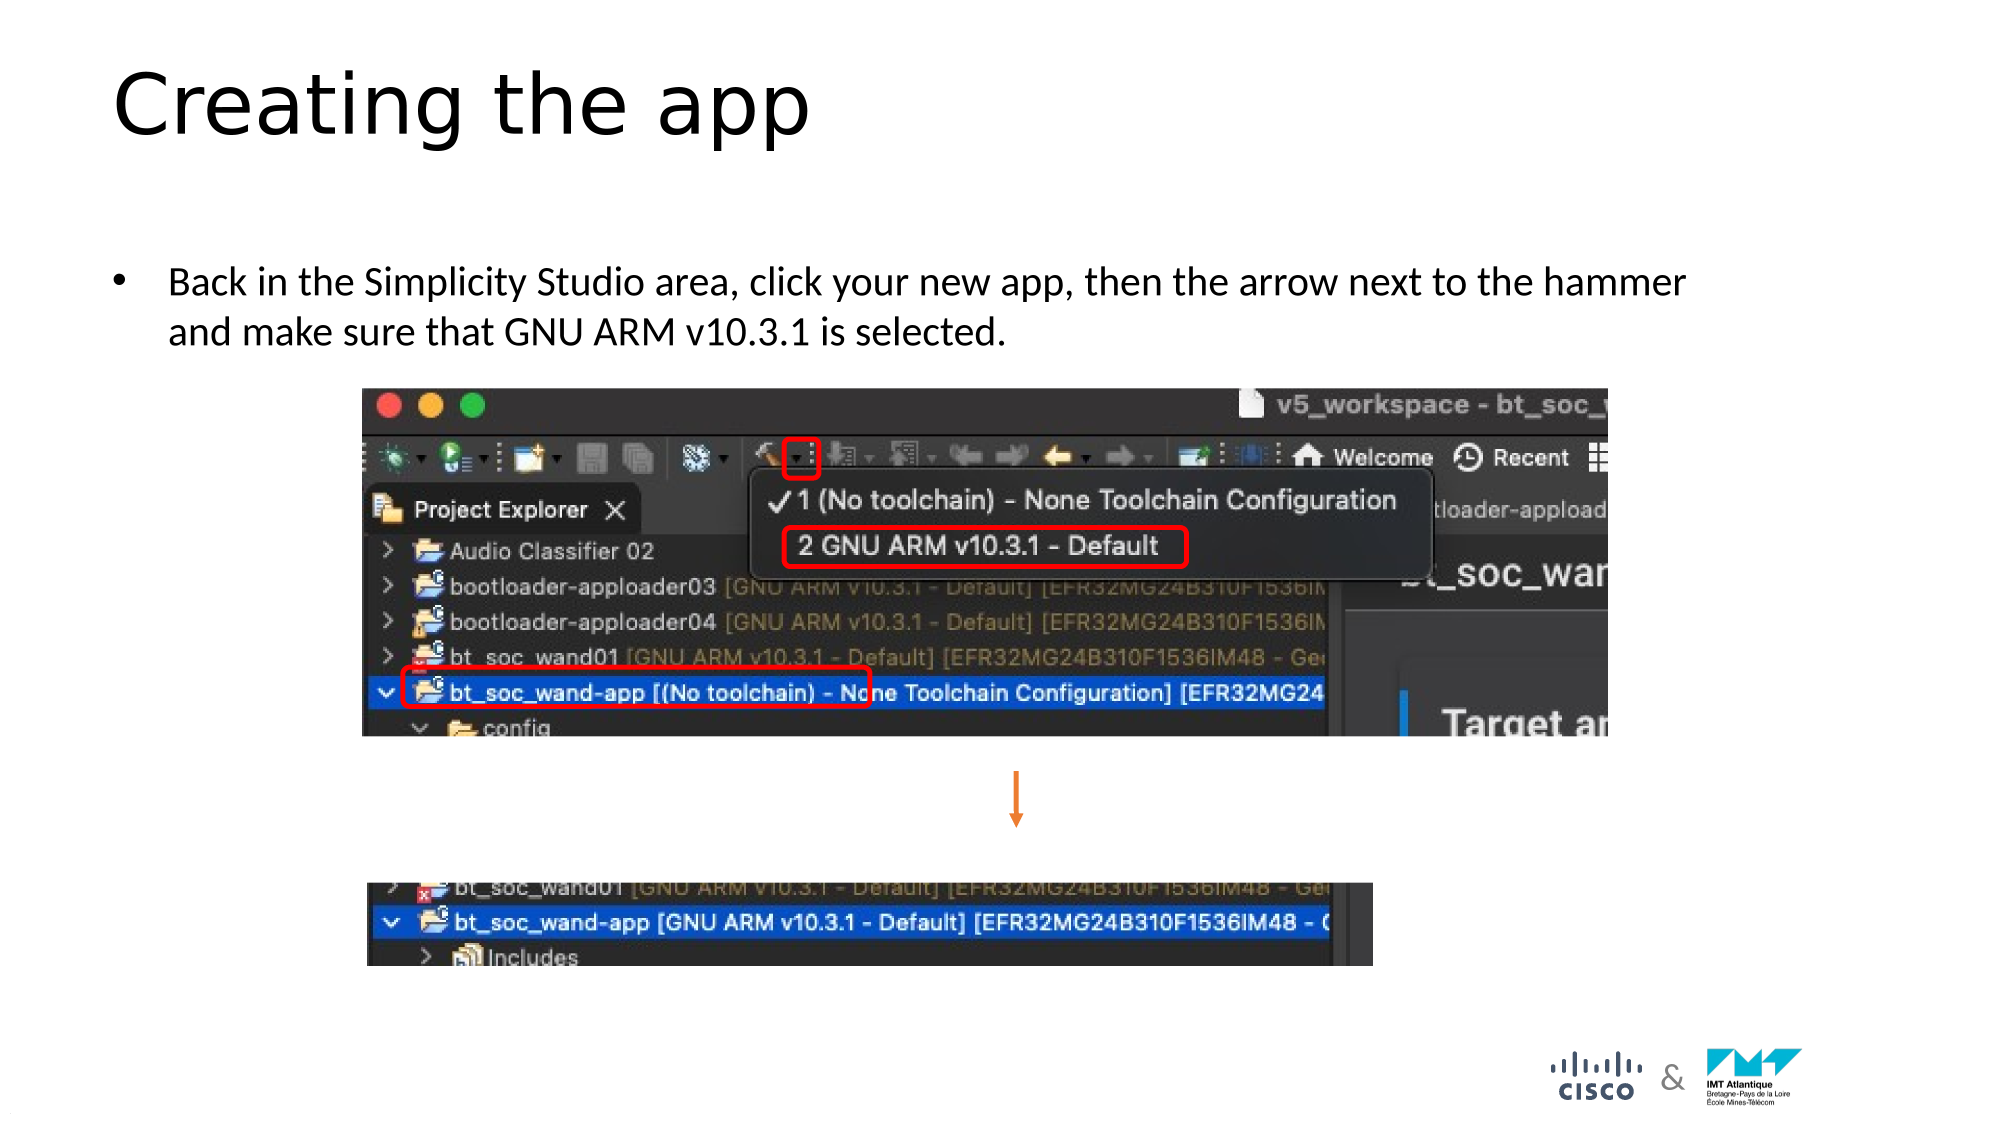 Creating the app
• Back in the Simplicity Studio area, click your new app, then the arrow next to the hammer
and make sure that GNU ARM v10.3.1 is selected.
v5_workspace - bt_soc_
Welcome Recent
Project Explorer
1 (No toolchain) - None Toolchain Configuration
tloader-appload
2 GNU ARM v10.3.1 - Default
Audio Classifier 02
bt_soc_wan
bootloader-apploader03 [GNU ARM v10.3.1 - Default] [EFR32MG24B310F1536IM
bootloader-apploader04 [GNU ARM v10.3.1 - Default] [EFR32MG24B310F1536IM
bt_soc_wand01 [GNU ARM v10.3.1 - Default] [EFR32MG24B310F1536IM48 - Ge
bt_soc_wand-app [(No toolchain) - None Toolchain Configuration] [EFR32MG24
config
Target ar
bt_soc_wand01 [GNU ARM v10.3.1 - Default] [EFR32MG24B310F1536IM48 - Ge
bt_soc_wand-app [GNU ARM v10.3.1 - Default] [EFR32MG24B310F1536IM48 -
Includes
CISCO & IMT Atlantique
Bretagne-Pays de la Loire
École Mines-Télécom